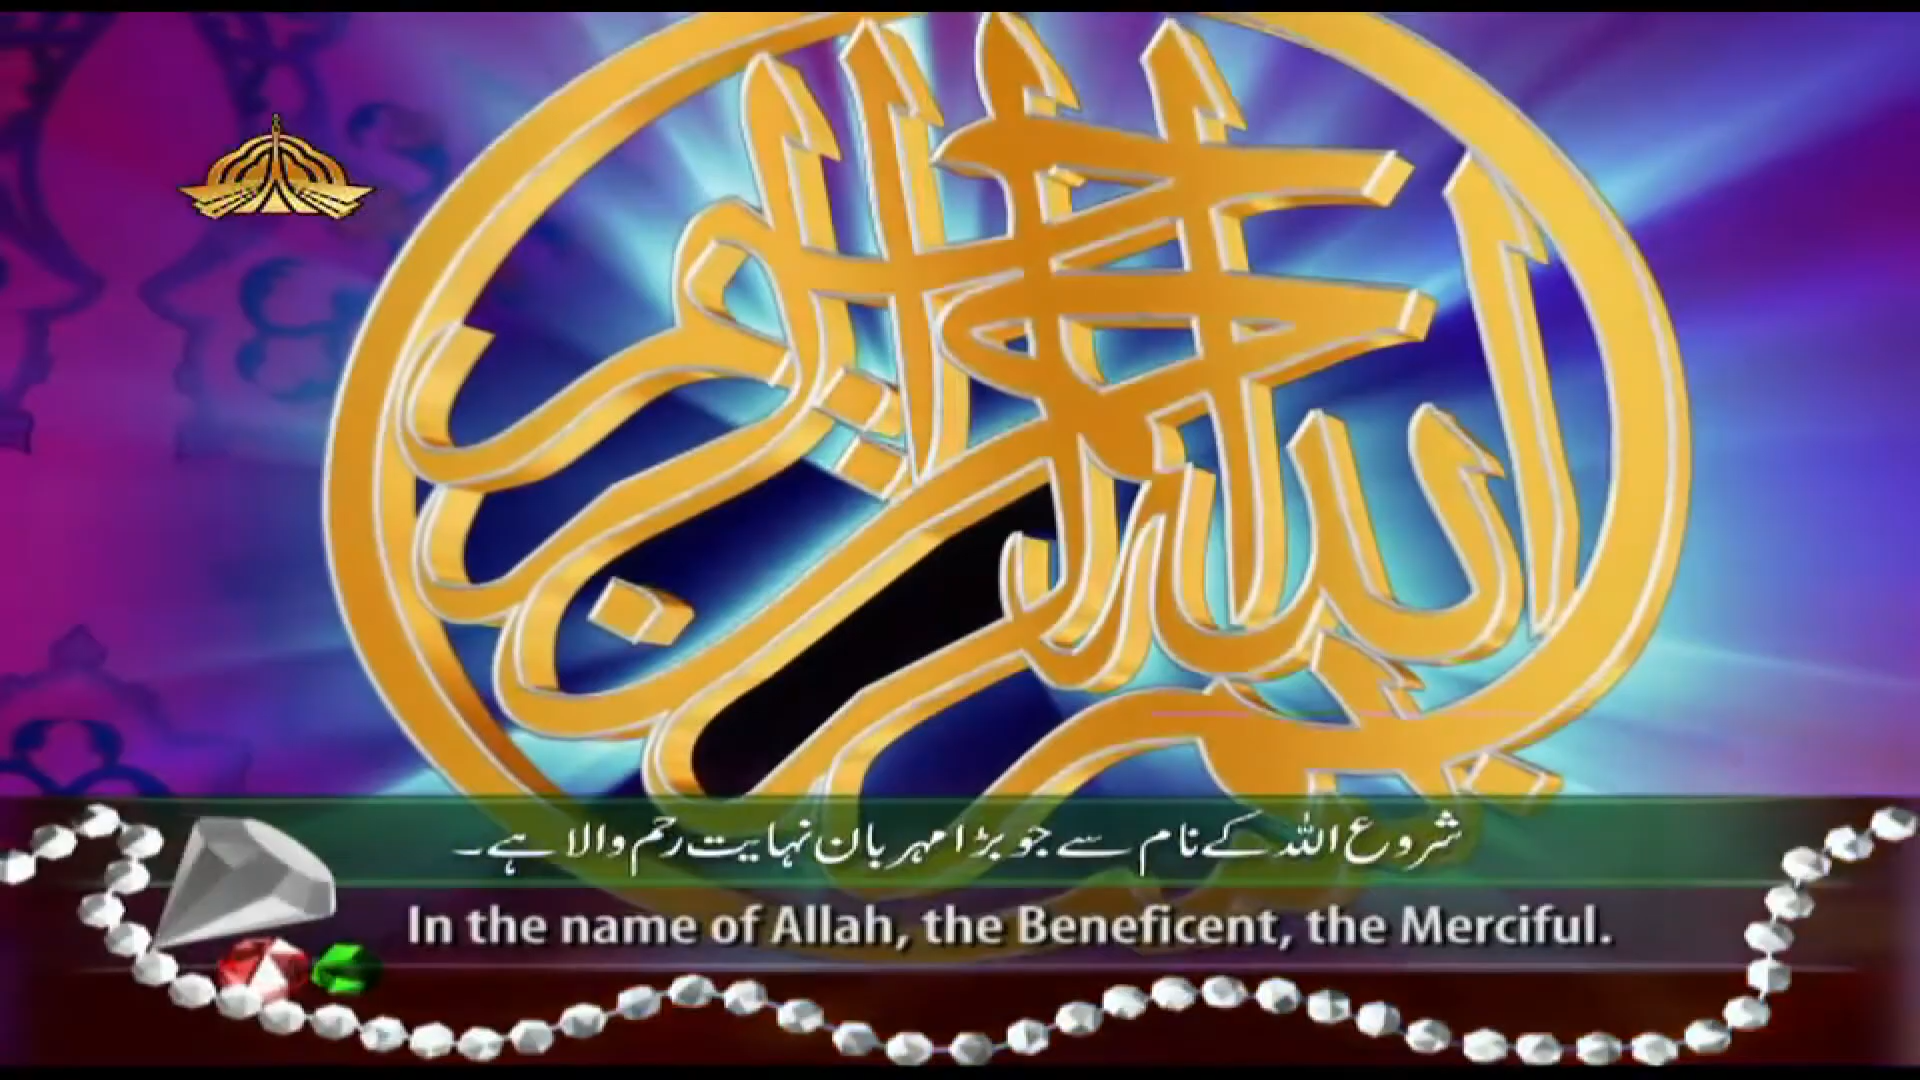 بسم الله الرحمن الرحيم
شروع اللہ کے نام سے جو بڑا مہربان نہایت رحم والا ہے۔
In the name of Allah, the Beneficent, the Merciful.